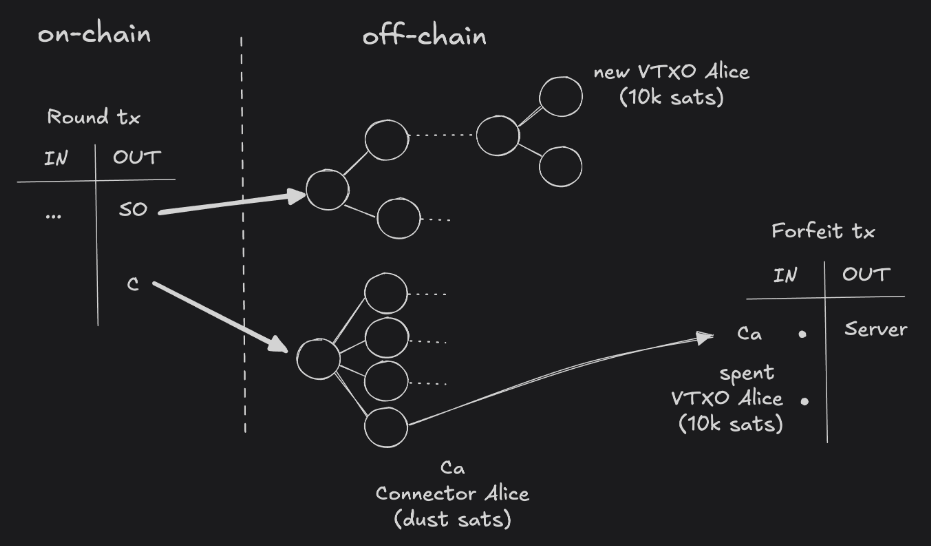 on-chain
off-chain
new VTXO Alice
(10k sats)
Round tx
IN OUT
... SO
C
Forfeit tx
IN OUT
Ca Server
spent
VTXO Alice
(10k sats)
Ca
Connector Alice
(dust sats)